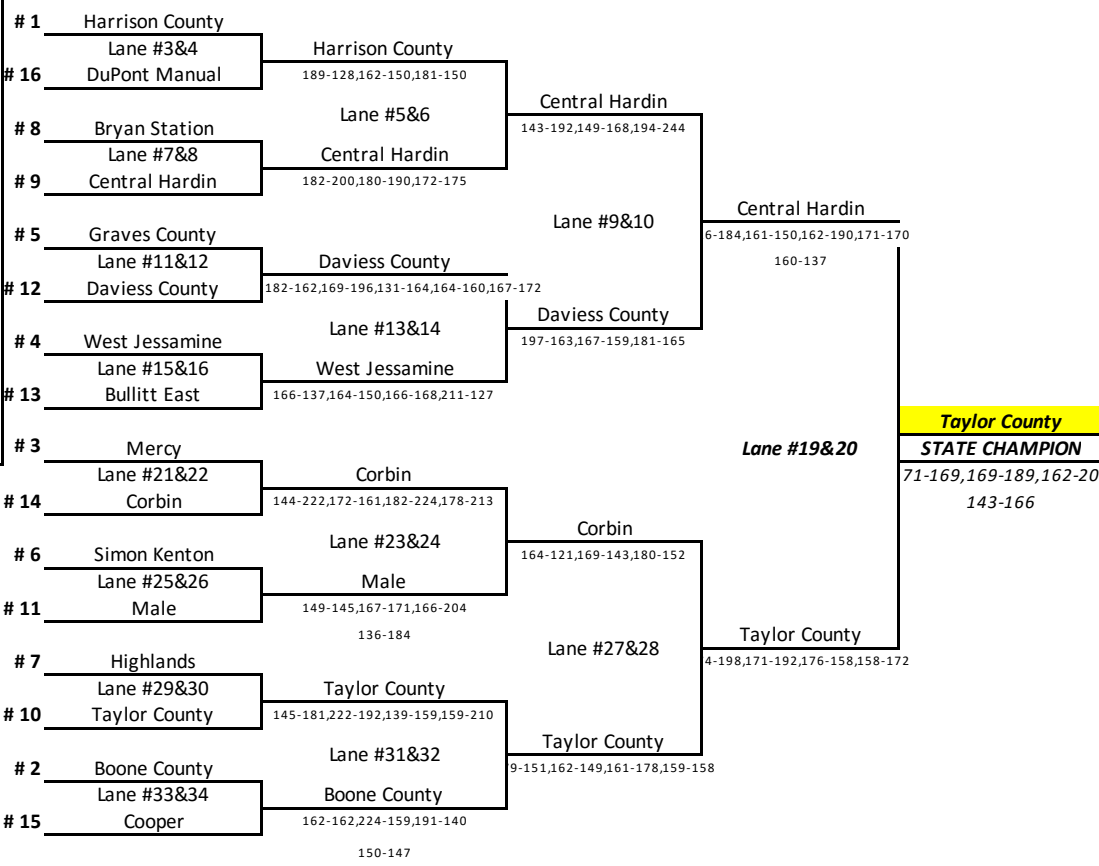 # 1 Harrison County
Lane #3&4 Harrison County
# 16 DuPont Manual 189-128,162-150,181-150
Central Hardin
Lane #5&6
# 8 Bryan Station 143-192,149-168,194-244
Lane #7&8 Central Hardin
# 9 Central Hardin 182-200,180-190,172-175
Central Hardin
Lane #9&10
# 5 Graves County 6-184,161-150,162-190,171-170
Lane #11&12 Daviess County 160-137
# 12 Daviess County 182-162,169-196,131-164,164-160,167-172
Daviess County
Lane #13&14
# 4 West Jessamine 197-163,167-159,181-165
Lane #15&16 West Jessamine
# 13 Bullitt East 166-137,164-150,166-168,211-127
Taylor County
# 3 Mercy Lane #19&20 STATE CHAMPION
Lane #21&22 Corbin 71-169,169-189,162-20
# 14 Corbin 144-222,172-161,182-224,178-213 143-166
Corbin
Lane #23&24
# 6 Simon Kenton 164-121,169-143,180-152
Lane #25&26 Male
# 11 Male 149-145,167-171,166-204
136-184 Taylor County
Lane #27&28
# 7 Highlands 4-198,171-192,176-158,158-172
Lane #29&30 Taylor County
# 10 Taylor County 145-181,222-192,139-159,159-210
Taylor County
Lane #31&32
# 2 Boone County 9-151,162-149,161-178,159-158
Lane #33&34 Boone County
# 15 Cooper 162-162,224-159,191-140
150-147